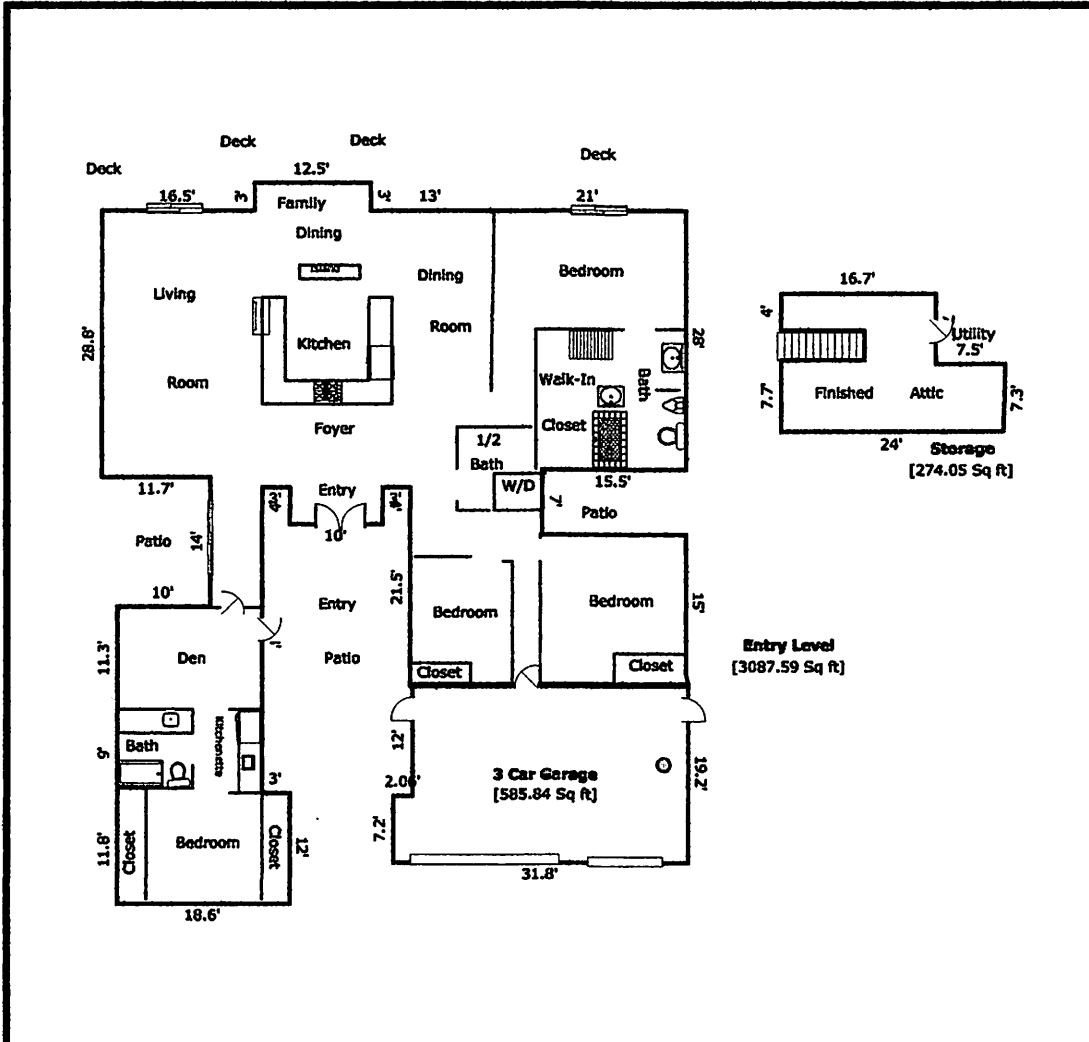 Deck
Deck
Deck
Deck
12.5'
16.5'
3'
Family
3'
13'
21'
Dining
Dining
Bedroom
Living
Room
28.8'
Kitchen
Room
28'
Walk-In
Bath
Closet
Foyer
1/2
Bath
W/D
15.5'
7'
Patio
11.7'
Entry
10'
Patio
14'
10'
Entry
Patio
21.5'
Bedroom
Bedroom
15'
11.3'
Den
Closet
Closet
Bath
9'
Kitchenette
3'
12'
2.06'
3 Car Garage
[585.84 Sq ft]
19.2'
7.2'
31.8'
11.8'
Closet
Bedroom
Closet
12'
18.6'
16.7'
4'
Utility
7.5'
7.7'
Finished Attic
7.3'
24'
Storage
[274.05 Sq ft]
Entry Level
[3087.59 Sq ft]